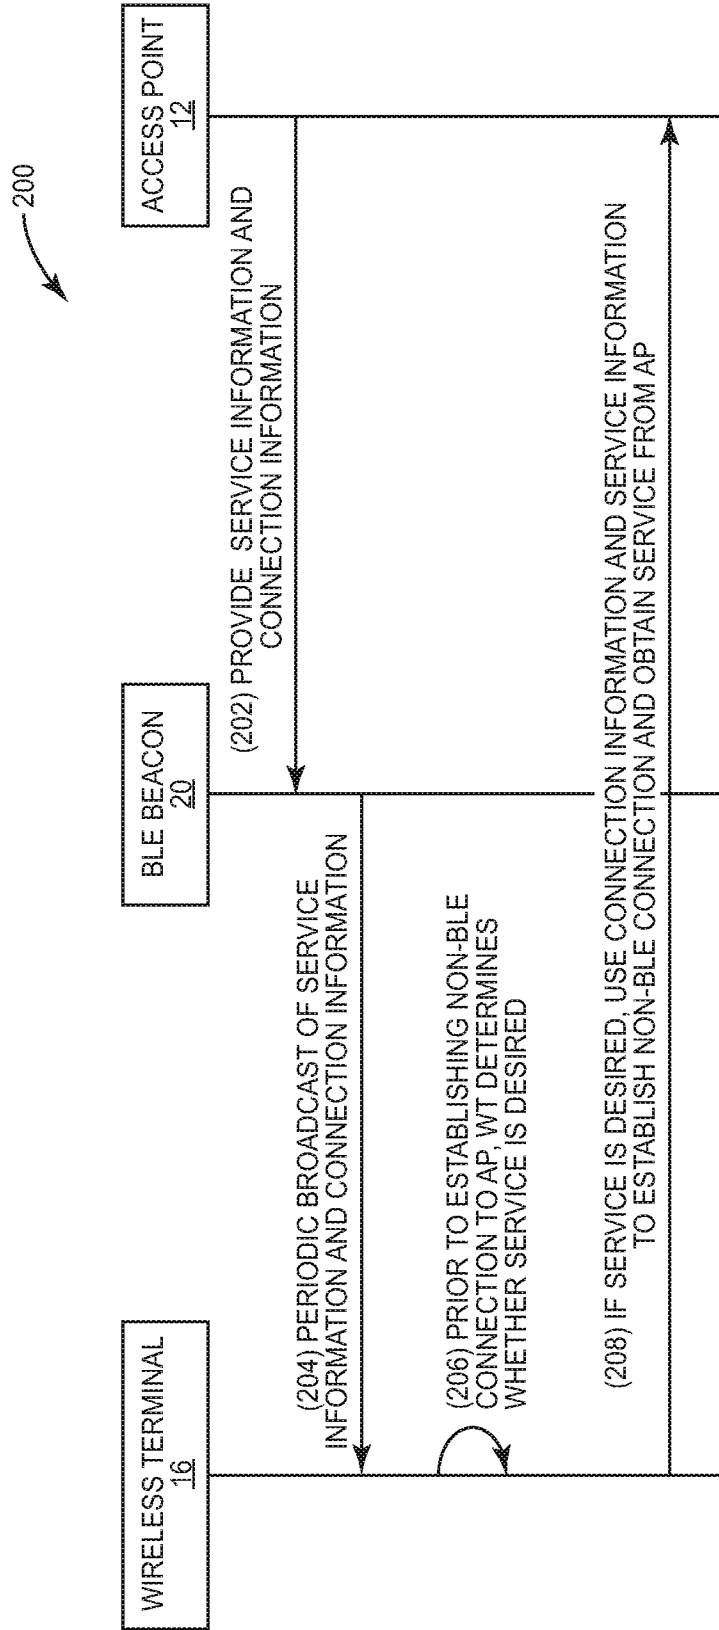 200
WIRELESS TERMINAL
16
BLE BEACON
20
ACCESS POINT
12
(202) PROVIDE SERVICE INFORMATION AND
CONNECTION INFORMATION
(204) PERIODIC BROADCAST OF SERVICE
INFORMATION AND CONNECTION INFORMATION
(206) PRIOR TO ESTABLISHING NON-BLE
CONNECTION TO AP, WT DETERMINES
WHETHER SERVICE IS DESIRED
(208) IF SERVICE IS DESIRED, USE CONNECTION INFORMATION AND SERVICE INFORMATION
TO ESTABLISH NON-BLE CONNECTION AND OBTAIN SERVICE FROM AP